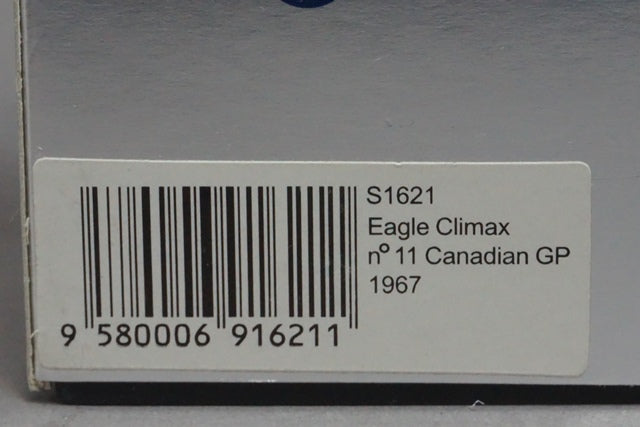 S1621
Eagle Climax
nº 11 Canadian GP
1967
9 580006 916211